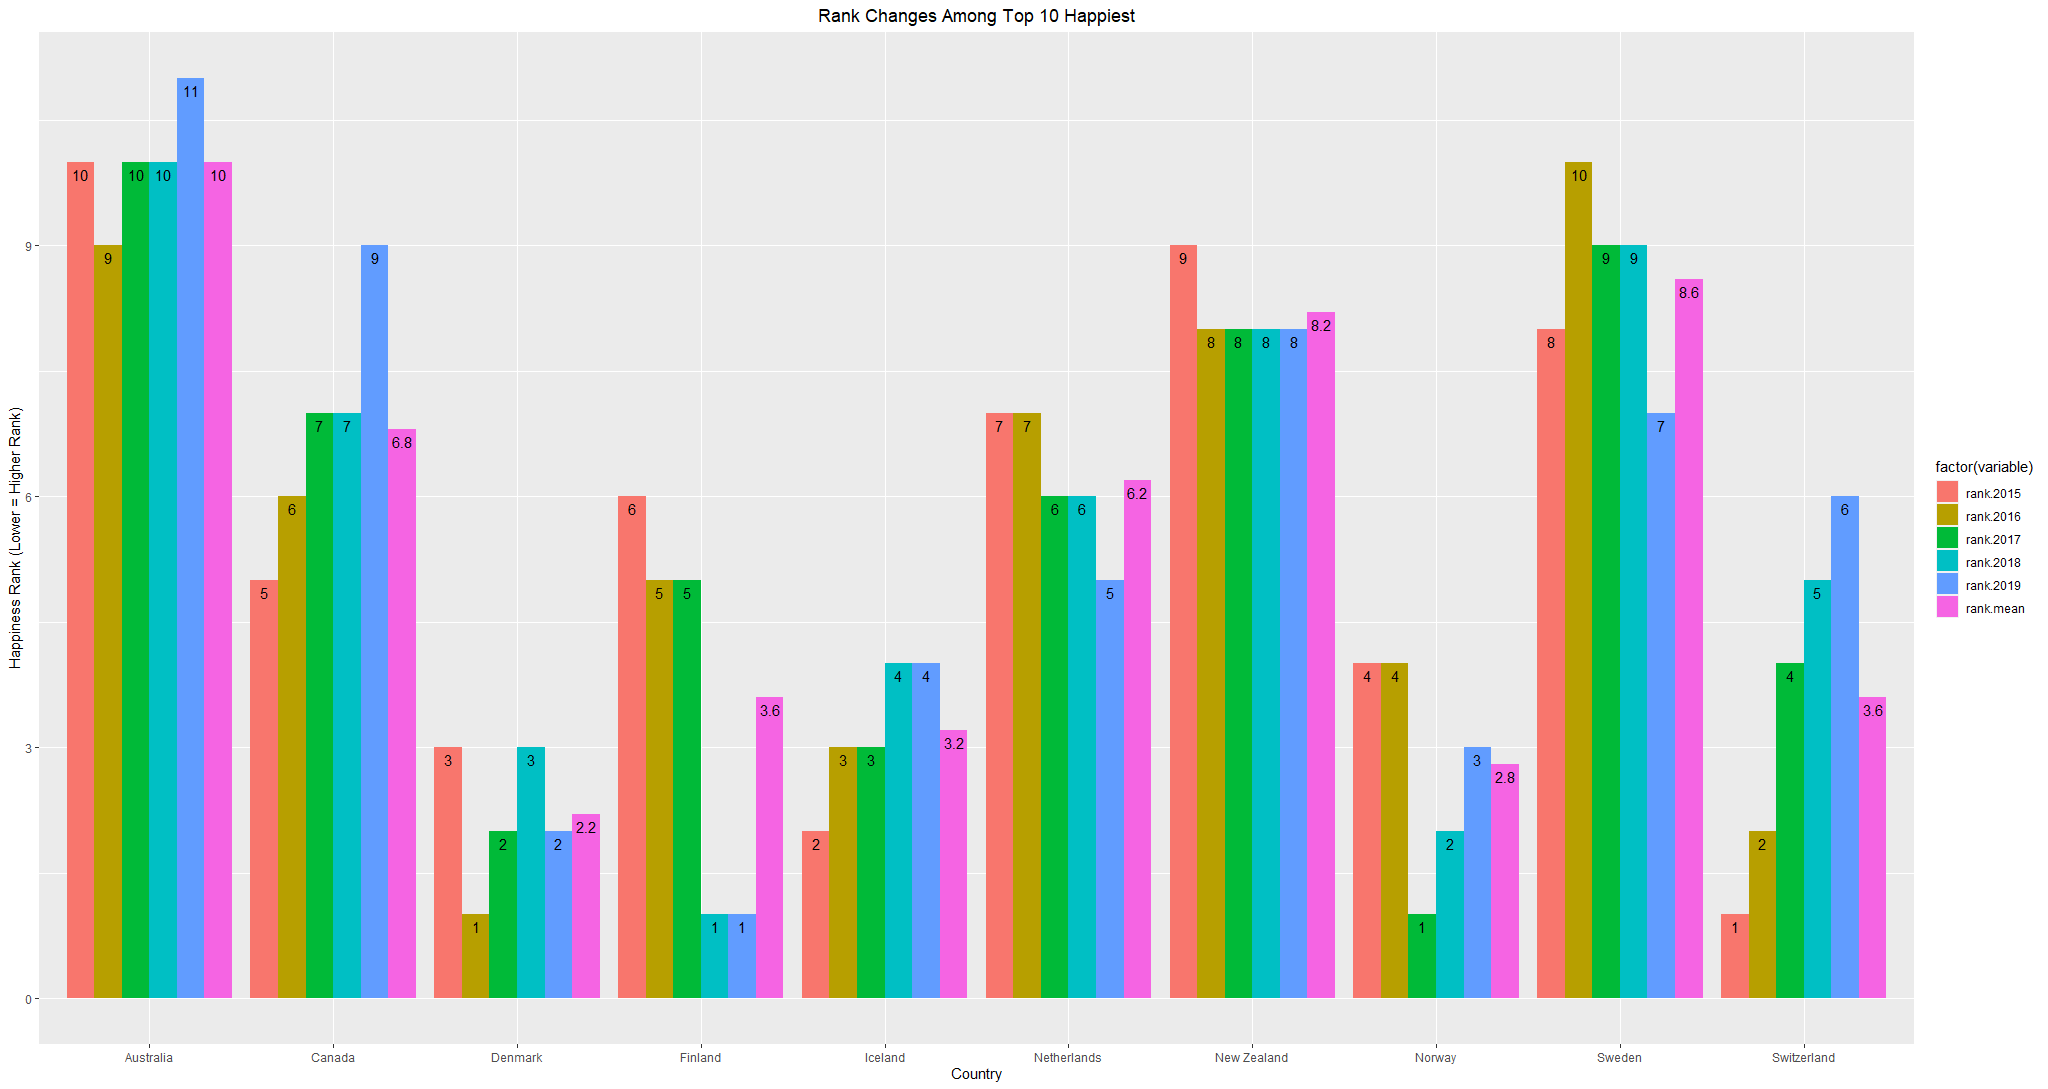 Rank Changes Among Top 10 Happiest
Happiness Rank (Lower = Higher Rank)
9
6
3
0
10 9 10 10 11 10
5 6 7 7 9 6.8
3 1 2 3 2 2.2
6 5 5 1 1 3.6
2 3 3 4 4 3.2
7 7 6 6 5 6.2
9 8 8 8 8 8.2
4 4 1 2 3 2.8
8 10 9 9 7 8.6
1 2 4 5 6 3.6
Australia Canada Denmark Finland Iceland Netherlands New Zealand Norway Sweden Switzerland
Country
factor(variable)
rank.2015
rank.2016
rank.2017
rank.2018
rank.2019
rank.mean